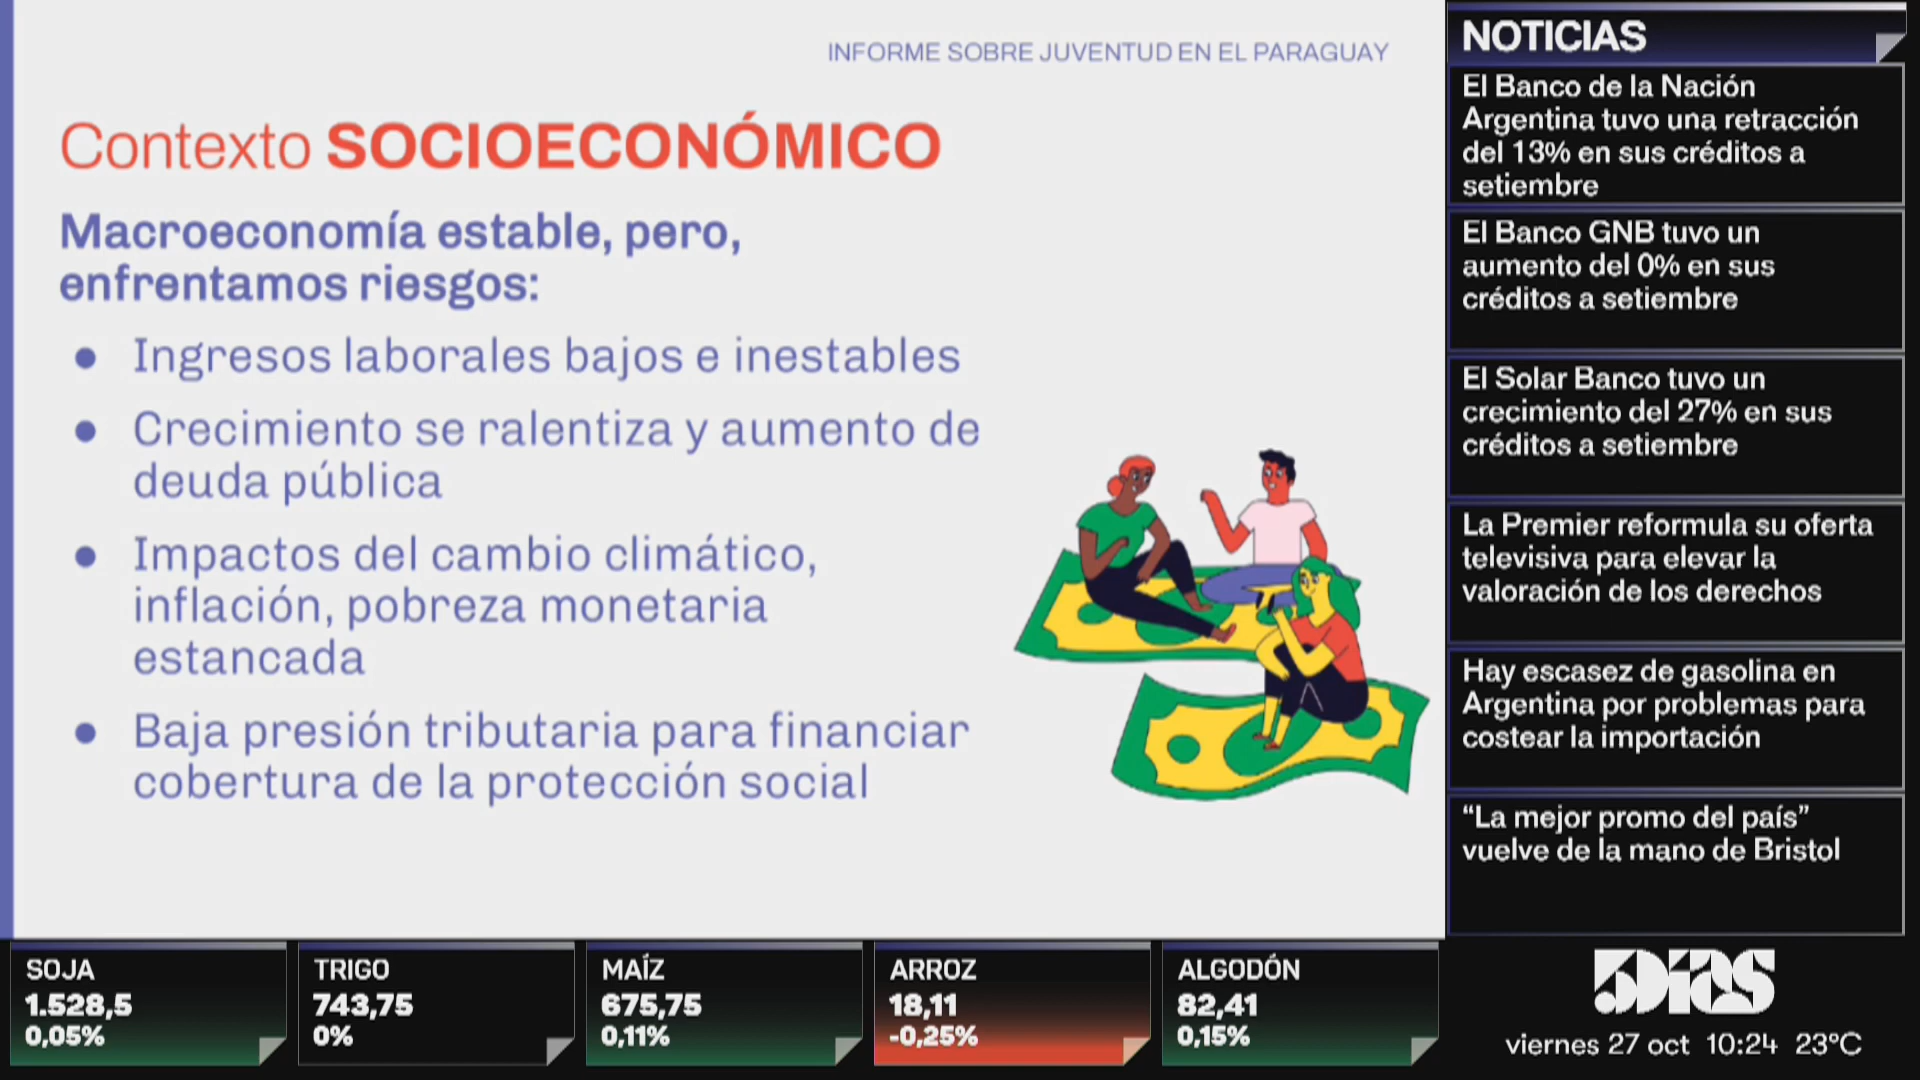 INFORME SOBRE JUVENTUD EN EL PARAGUAY
Contexto SOCIOECONÓMICO
Macroeconomía estable, pero,
enfrentamos riesgos:
● Ingresos laborales bajos e inestables
● Crecimiento se ralentiza y aumento de
deuda pública
● Impactos del cambio climático,
inflación, pobreza monetaria
estancada
● Baja presión tributaria para financiar
cobertura de la protección social
NOTICIAS
El Banco de la Nación
Argentina tuvo una retracción
del 13% en sus créditos a
setiembre
El Banco GNB tuvo un
aumento del 0% en sus
créditos a setiembre
El Solar Banco tuvo un
crecimiento del 27% en sus
créditos a setiembre
La Premier reformula su oferta
televisiva para elevar la
valoración de los derechos
Hay escasez de gasolina en
Argentina por problemas para
costear la importación
“La mejor promo del país”
vuelve de la mano de Bristol
SOJA
1.528,5
0,05%
TRIGO
743,75
0%
MAÍZ
675,75
0,11%
ARROZ
18,11
-0,25%
ALGODÓN
82,41
0,15%
5Días
viernes 27 oct 10:24 23°C